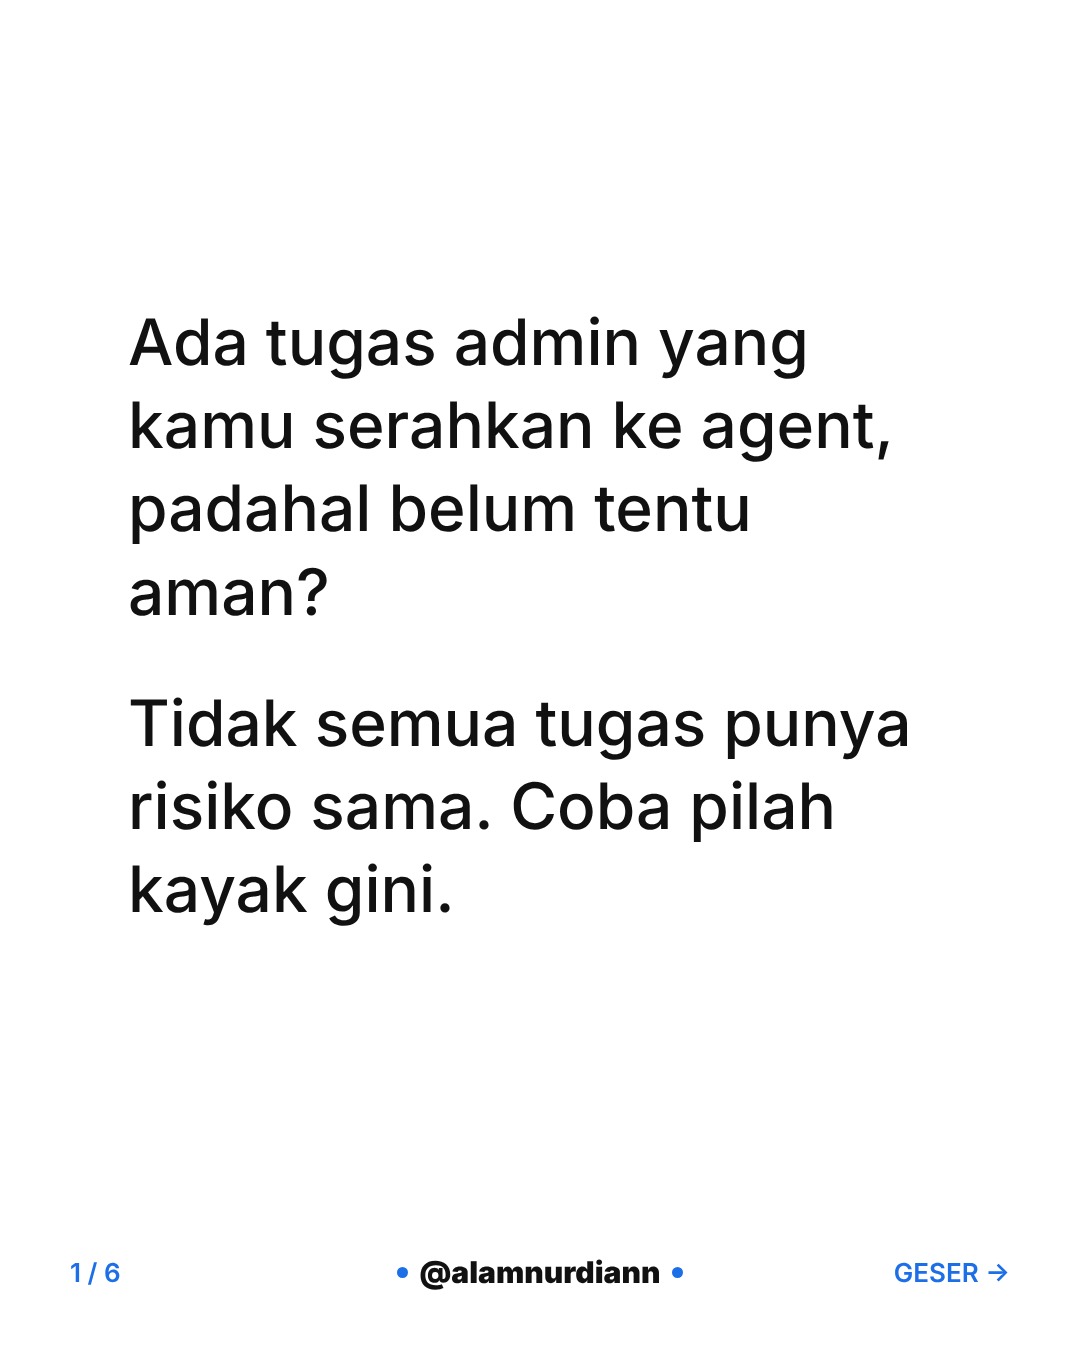 Ada tugas admin yang
kamu serahkan ke agent,
padahal belum tentu
aman?
Tidak semua tugas punya
risiko sama. Coba pilah
kayak gini.
1 / 6
• @alamnurdiann •
GESER →